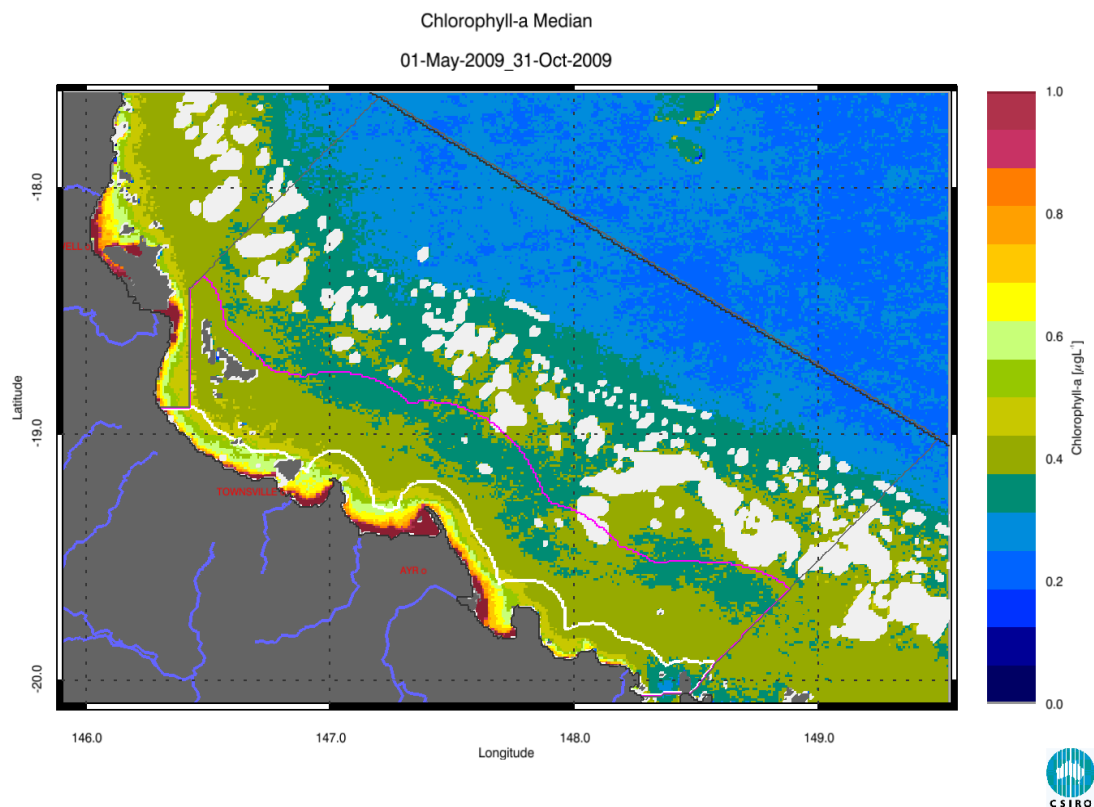 Chlorophyll-a Median
01-May-2009_31-Oct-2009
1.0
0.8
0.6
0.4
0.2
0.0
Chlorophyll-a [µgL⁻¹]
-18.0
-19.0
-20.0
Latitude
ELL
TOWNSVILLE
AYR o
146.0 147.0 148.0 149.0
Longitude
CSIRO